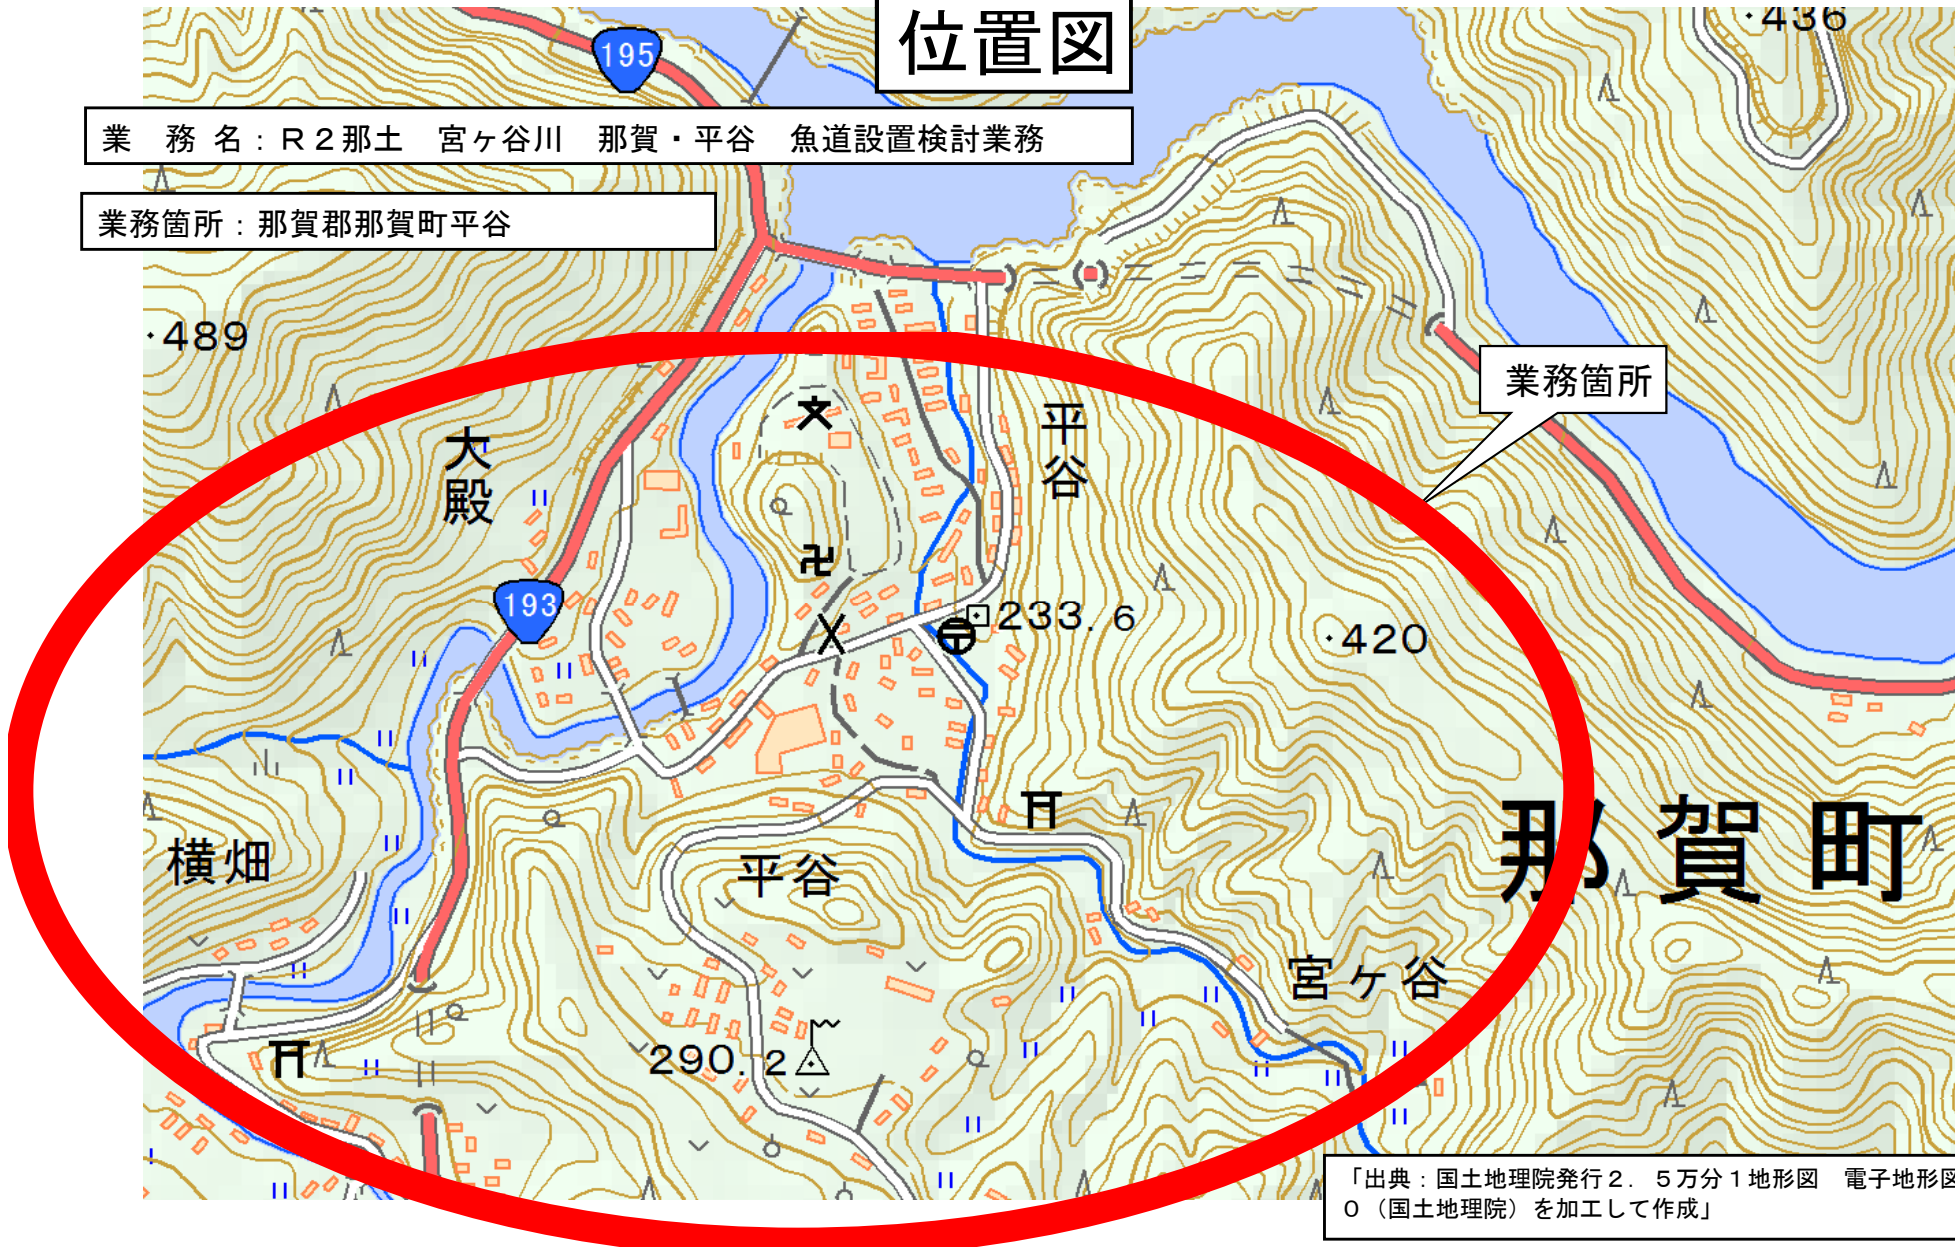 位置図
436
195
業　務 名：Ｒ２那土　宮ヶ谷川　那賀・平谷　魚道設置検討業務
業務箇所：那賀郡那賀町平谷
489
業務箇所
大殿
平谷
193
233.6
420
横畑
平谷
那賀町
宮ヶ谷
290.2
「出典：国土地理院発行２．５万分１地形図　電子地形図
０（国土地理院）を加工して作成」